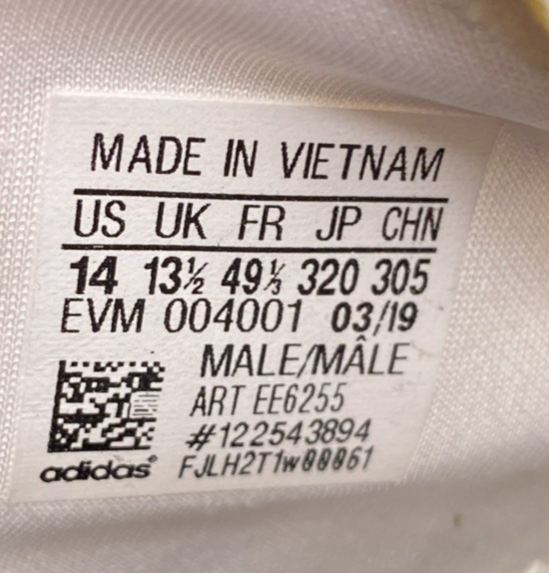 MADE IN VIETNAM
US UK FR JP CHN
14 13½ 49⅓ 320 305
EVM 004001 03/19
MALE/MÂLE
ART EE6255
#122543894
adidas®